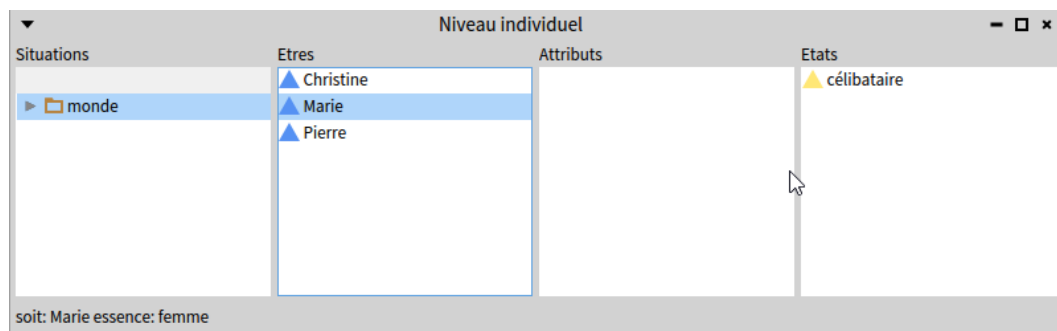 Niveau individuel
Situations Etres Attributs Etats
monde
Christine
Marie
Pierre
célibataire
soit: Marie essence: femme